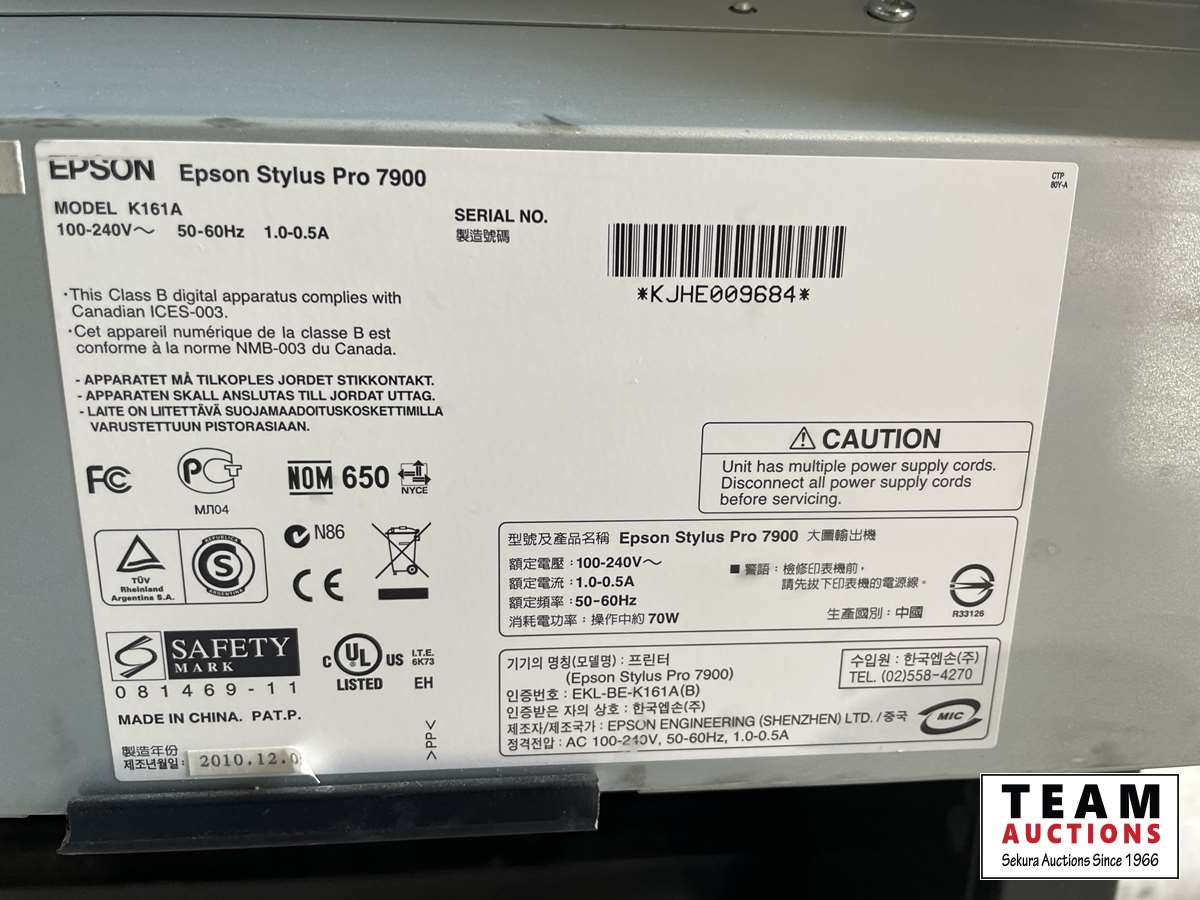 EPSON Epson Stylus Pro 7900
CTP
80Y-A
MODEL K161A
100-240V～ 50-60Hz 1.0-0.5A
SERIAL NO.
製造號碼
*KJHE009684*
·This Class B digital apparatus complies with
Canadian ICES-003.
·Cet appareil numérique de la classe B est
conforme à la norme NMB-003 du Canada.
- APPARATET MÅ TILKOPLES JORDET STIKKONTAKT.
- APPARATEN SKALL ANSLUTAS TILL JORDAT UTTAG.
- LAITE ON LIITETTÄVÄ SUOJAMAADOITUSKOSKETTIMILLA
VARUSTETTUUN PISTORASIAAN.
FC
РСТ
МЛ04
NOM 650
NYCE
TÜV
Rheinland
Argentina S.A.
REPUBLICA
S
ARGENTINA
N86
CE
SAFETY
MARK
081469-11
C UL US
LISTED
I.T.E.
6K73
EH
MADE IN CHINA. PAT.P.
製造年份
제조년월일:
2010.12.0
>PP<
⚠ CAUTION
Unit has multiple power supply cords.
Disconnect all power supply cords
before servicing.
型號及產品名稱 Epson Stylus Pro 7900 大圖輸出機
額定電壓：100-240V～
額定電流：1.0-0.5A
額定頻率：50-60Hz
消耗電功率：操作中約 70W
■ 警語：檢修印表機前，
請先拔下印表機的電源線。
生產國別：中國
R33126
기기의 명칭(모델명) : 프린터
(Epson Stylus Pro 7900)
인증번호 : EKL-BE-K161A(B)
인증받은 자의 상호 : 한국엡손(주)
제조자/제조국가 : EPSON ENGINEERING (SHENZHEN) LTD. /중국
정격전압 : AC 100-240V, 50-60Hz, 1.0-0.5A
수입원 : 한국엡손(주)
TEL. (02)558-4270
MIC
TEAM
AUCTIONS
Sekura Auctions Since 1966